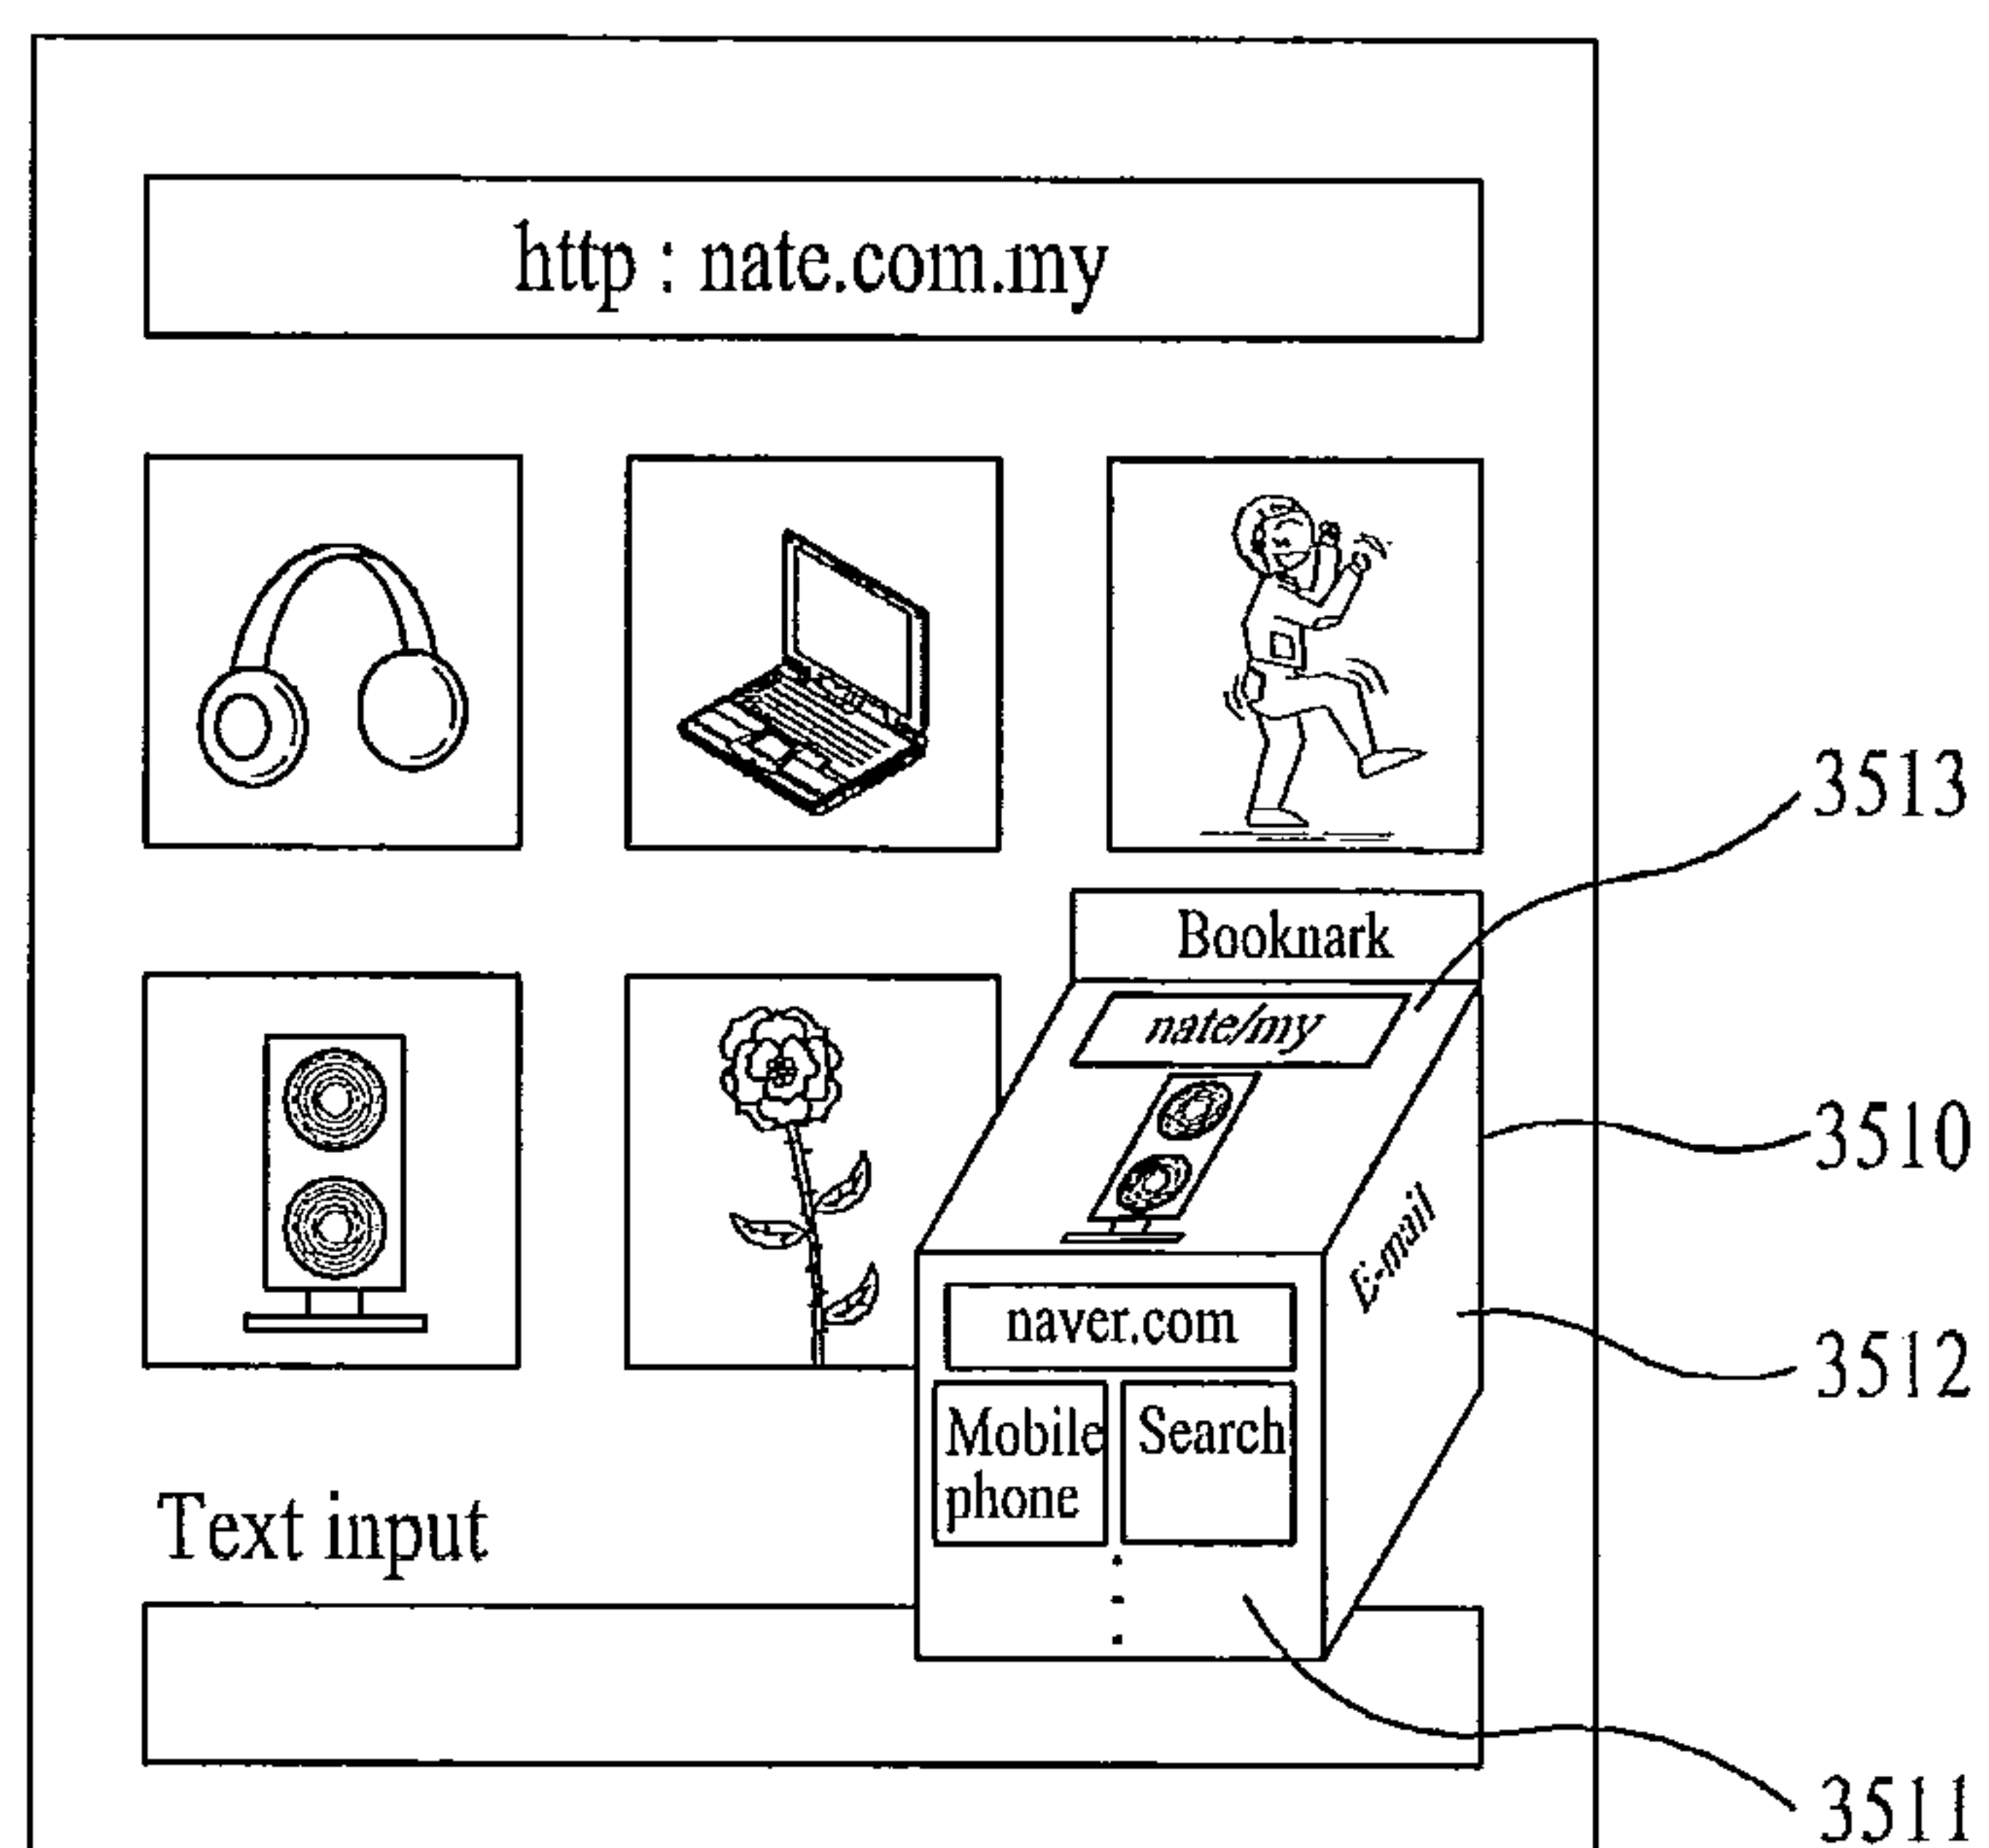 http : nate.com.my
3513
Booknark
nate/my
3510
E-mail
naver.com
3512
Mobile
phone
Search
Text input
3511